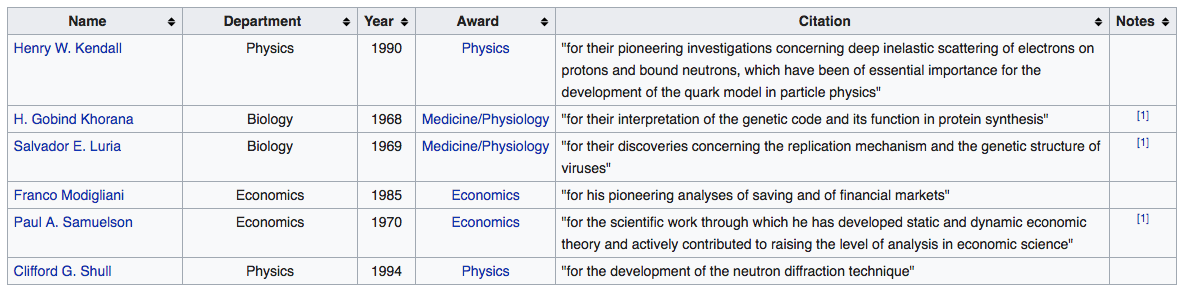 Name Department Year Award Citation Notes
Henry W. Kendall Physics 1990 Physics "for their pioneering investigations concerning deep inelastic scattering of electrons on
protons and bound neutrons, which have been of essential importance for the
development of the quark model in particle physics"
H. Gobind Khorana Biology 1968 Medicine/Physiology "for their interpretation of the genetic code and its function in protein synthesis" [1]
Salvador E. Luria Biology 1969 Medicine/Physiology "for their discoveries concerning the replication mechanism and the genetic structure of [1]
viruses"
Franco Modigliani Economics 1985 Economics "for his pioneering analyses of saving and of financial markets"
Paul A. Samuelson Economics 1970 Economics "for the scientific work through which he has developed static and dynamic economic [1]
theory and actively contributed to raising the level of analysis in economic science"
Clifford G. Shull Physics 1994 Physics "for the development of the neutron diffraction technique"